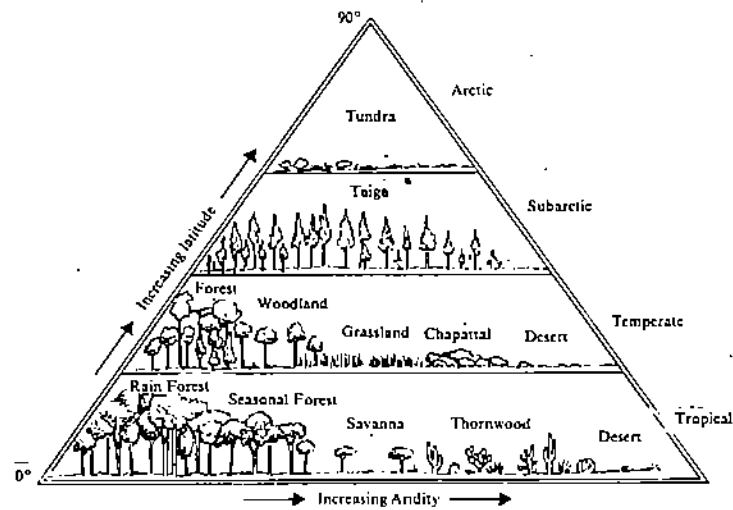 90°
Arctic
Tundra
Taiga
Subarctic
Increasing latitude
Forest
Woodland
Grassland
Chapattal
Desert
Temperate
Rain Forest
Seasonal Forest
Savanna
Thornwood
Desert
Tropical
0°
Increasing Aridity